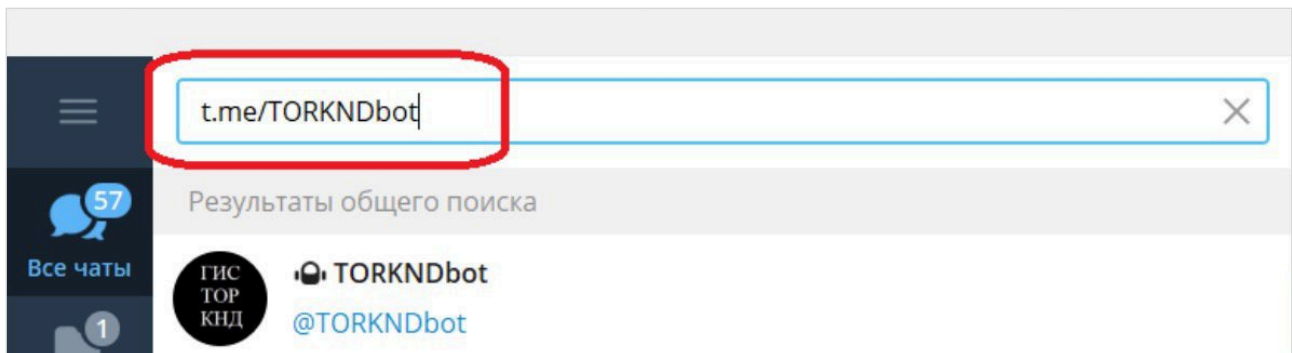 t.me/TORKNDbot
Результаты общего поиска
57
Все чаты
ГИС
ТОР
КНД
TORKNDbot
@TORKNDbot
1